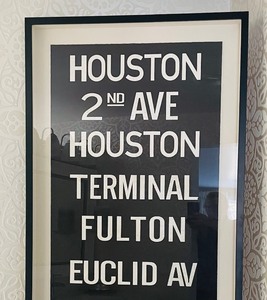 HOUSTON
2ND AVE
HOUSTON
TERMINAL
FULTON
EUCLID AV